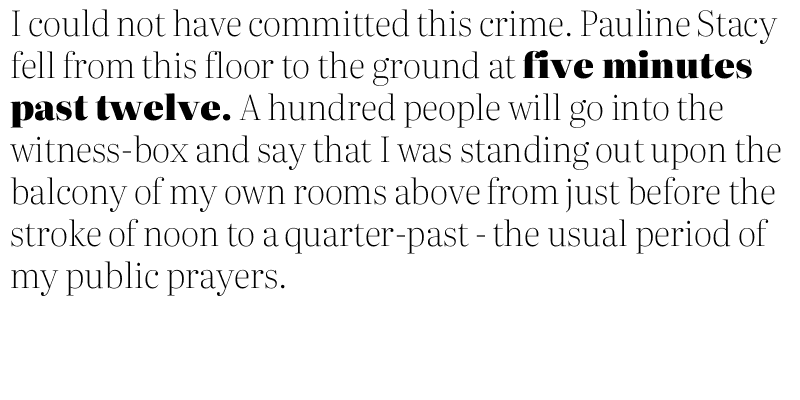 I could not have committed this crime. Pauline Stacy
fell from this floor to the ground at five minutes
past twelve. A hundred people will go into the
witness-box and say that I was standing out upon the
balcony of my own rooms above from just before the
stroke of noon to a quarter-past - the usual period of
my public prayers.